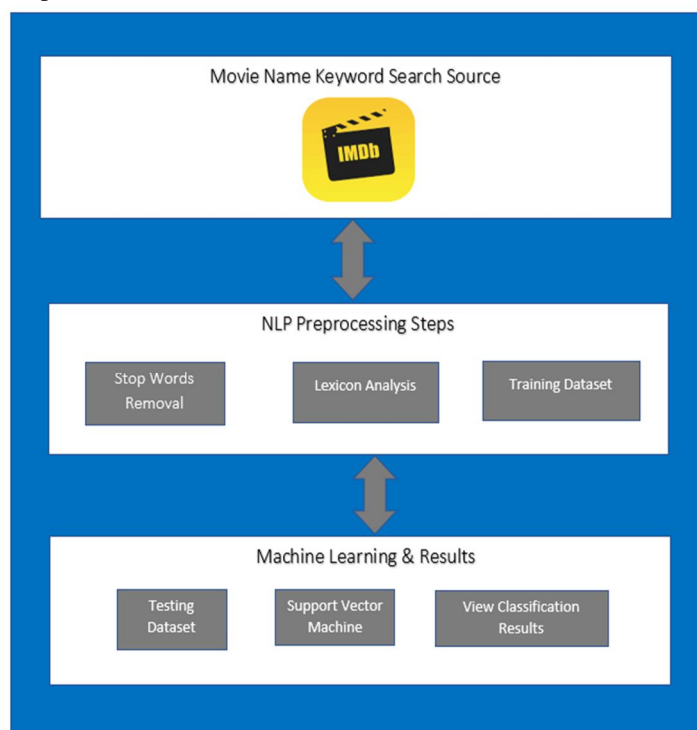 Movie Name Keyword Search Source
IMDb
NLP Preprocessing Steps
Stop Words
Removal
Lexicon Analysis
Training Dataset
Machine Learning & Results
Testing
Dataset
Support Vector
Machine
View Classification
Results